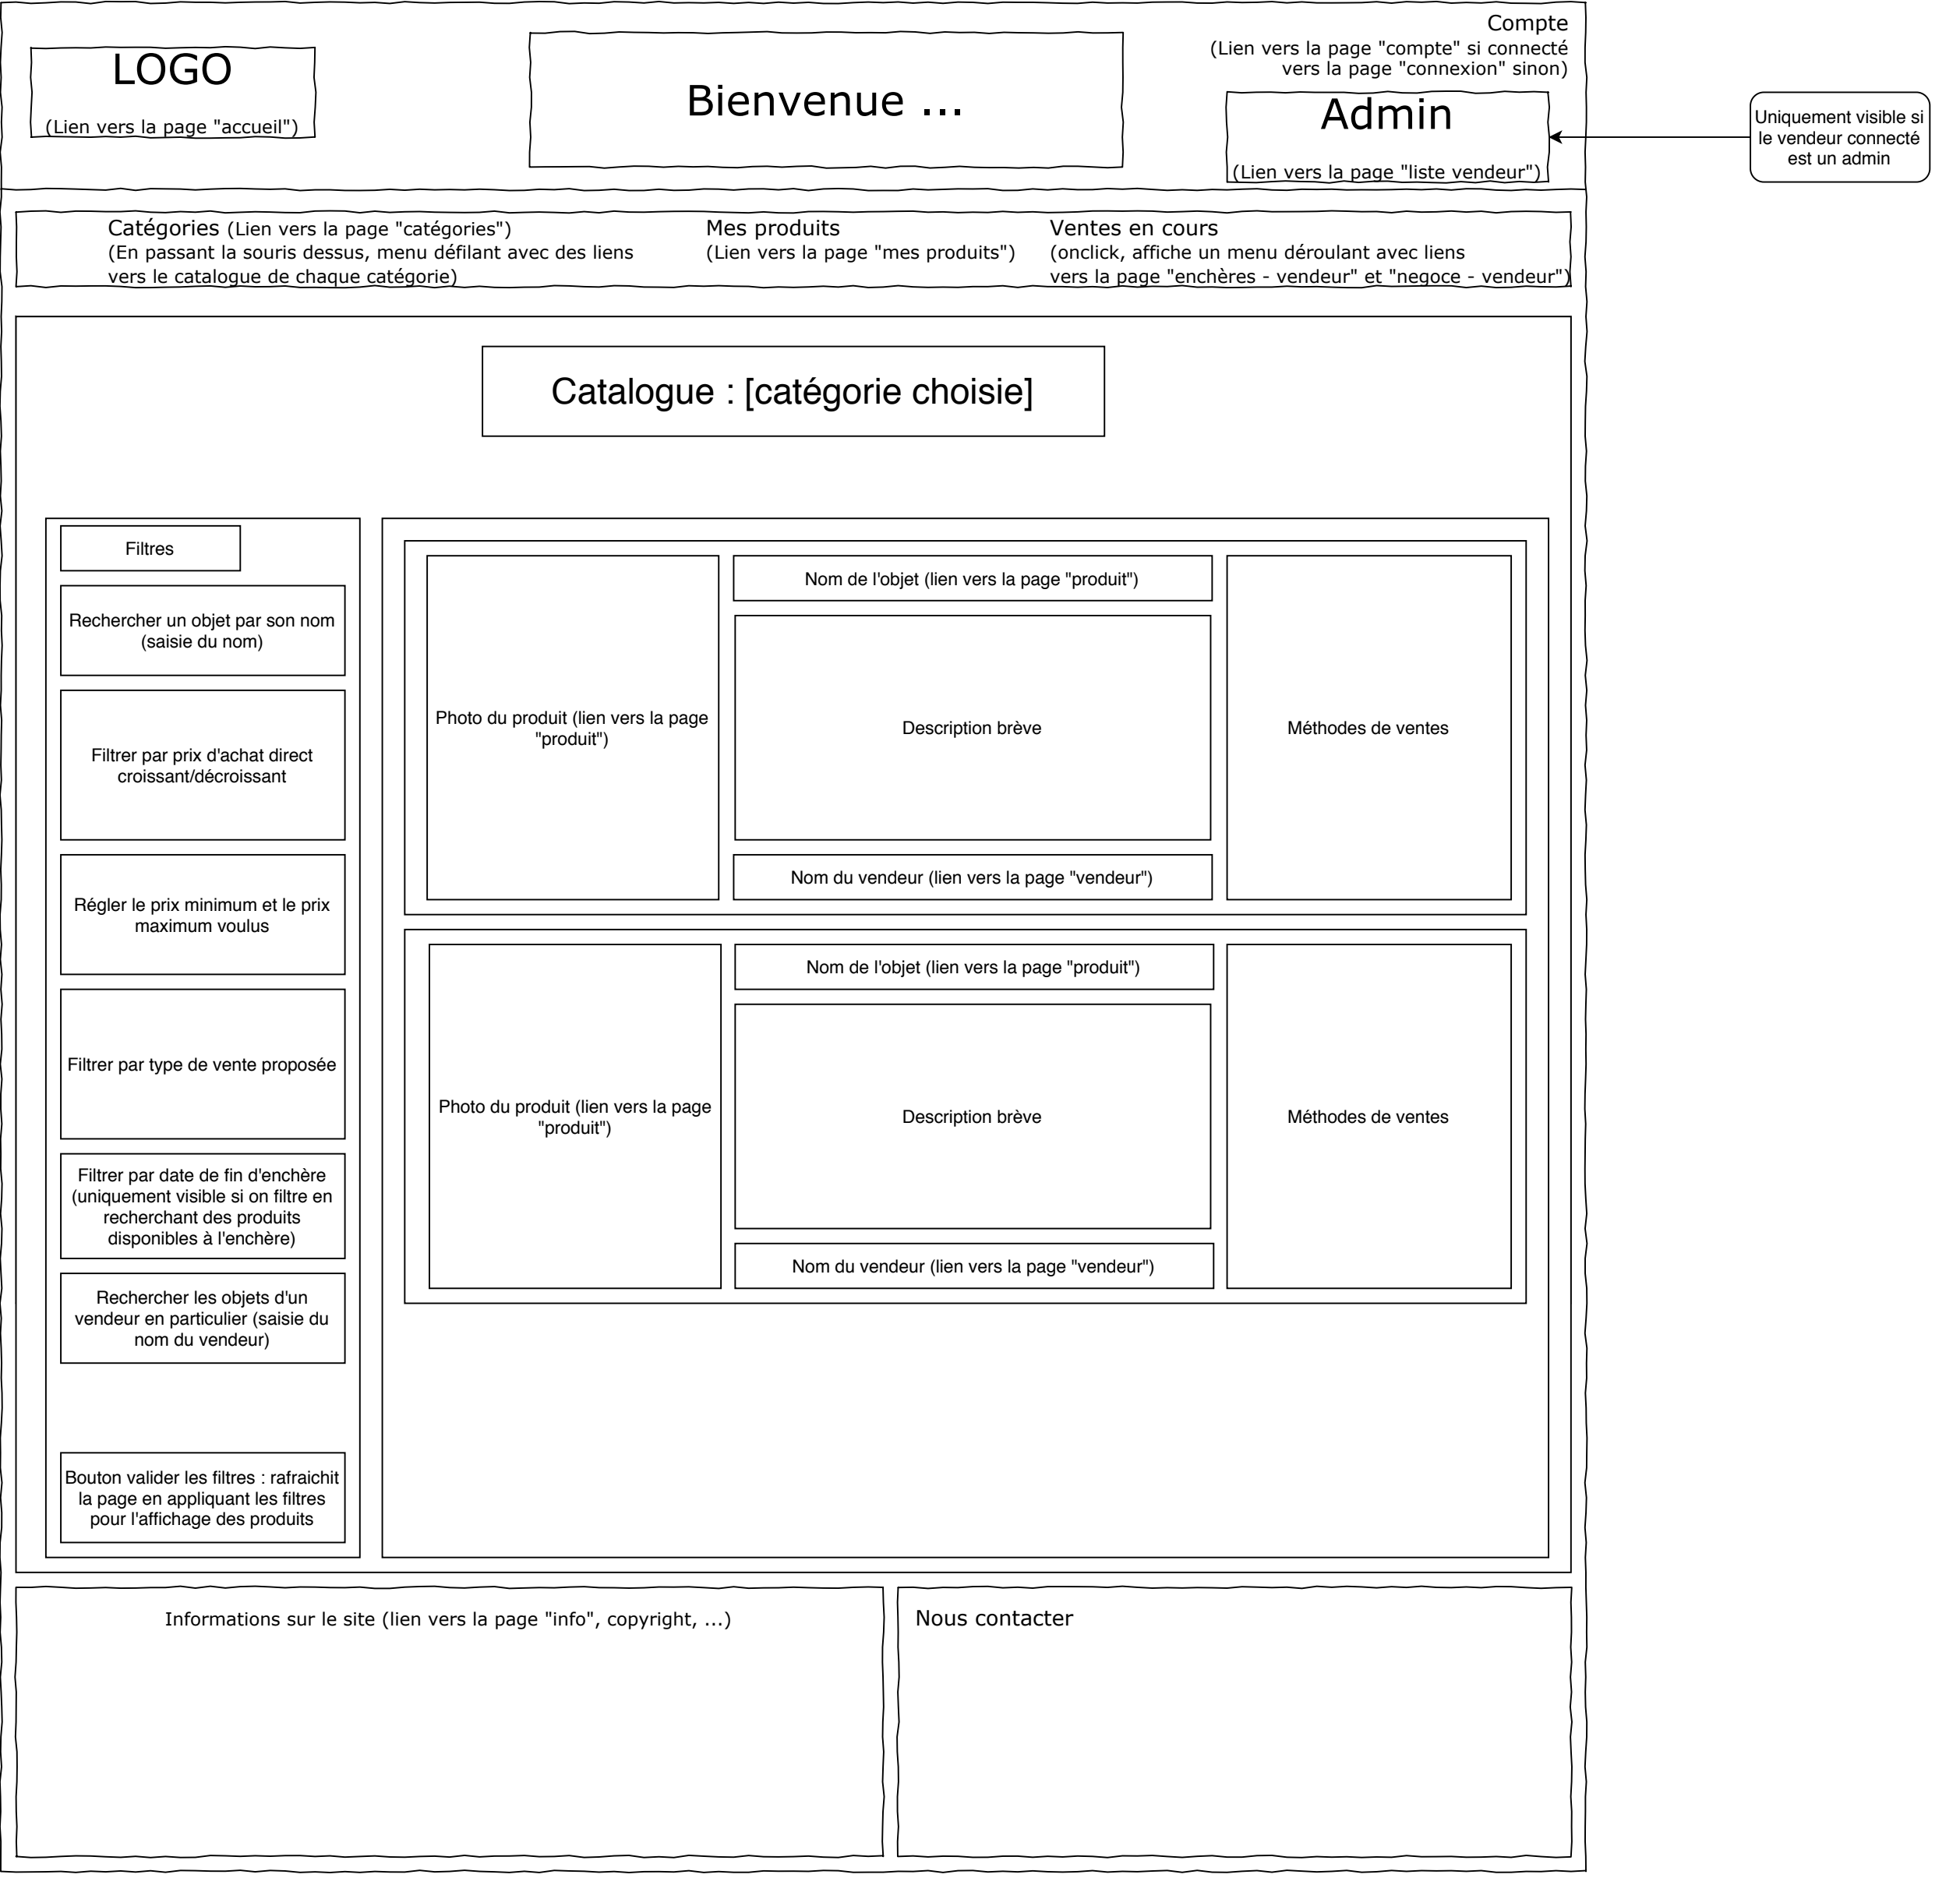 LOGO
(Lien vers la page "accueil")
Bienvenue ...
Compte
(Lien vers la page "compte" si connecté
vers la page "connexion" sinon)
Admin
(Lien vers la page "liste vendeur")
Uniquement visible si
le vendeur connecté
est un admin
Catégories (Lien vers la page "catégories")
(En passant la souris dessus, menu défilant avec des liens
vers le catalogue de chaque catégorie)
Mes produits
(Lien vers la page "mes produits")
Ventes en cours
(onclick, affiche un menu déroulant avec liens
vers la page "enchères - vendeur" et "negoce - vendeur")
Catalogue : [catégorie choisie]
Filtres
Rechercher un objet par son nom
(saisie du nom)
Filtrer par prix d'achat direct
croissant/décroissant
Régler le prix minimum et le prix
maximum voulus
Filtrer par type de vente proposée
Filtrer par date de fin d'enchère
(uniquement visible si on filtre en
recherchant des produits
disponibles à l'enchère)
Rechercher les objets d'un
vendeur en particulier (saisie du
nom du vendeur)
Bouton valider les filtres : rafraichit
la page en appliquant les filtres
pour l'affichage des produits
Photo du produit (lien vers la page
"produit")
Nom de l'objet (lien vers la page "produit")
Description brève
Nom du vendeur (lien vers la page "vendeur")
Méthodes de ventes
Photo du produit (lien vers la page
"produit")
Nom de l'objet (lien vers la page "produit")
Description brève
Nom du vendeur (lien vers la page "vendeur")
Méthodes de ventes
Informations sur le site (lien vers la page "info", copyright, ...)
Nous contacter